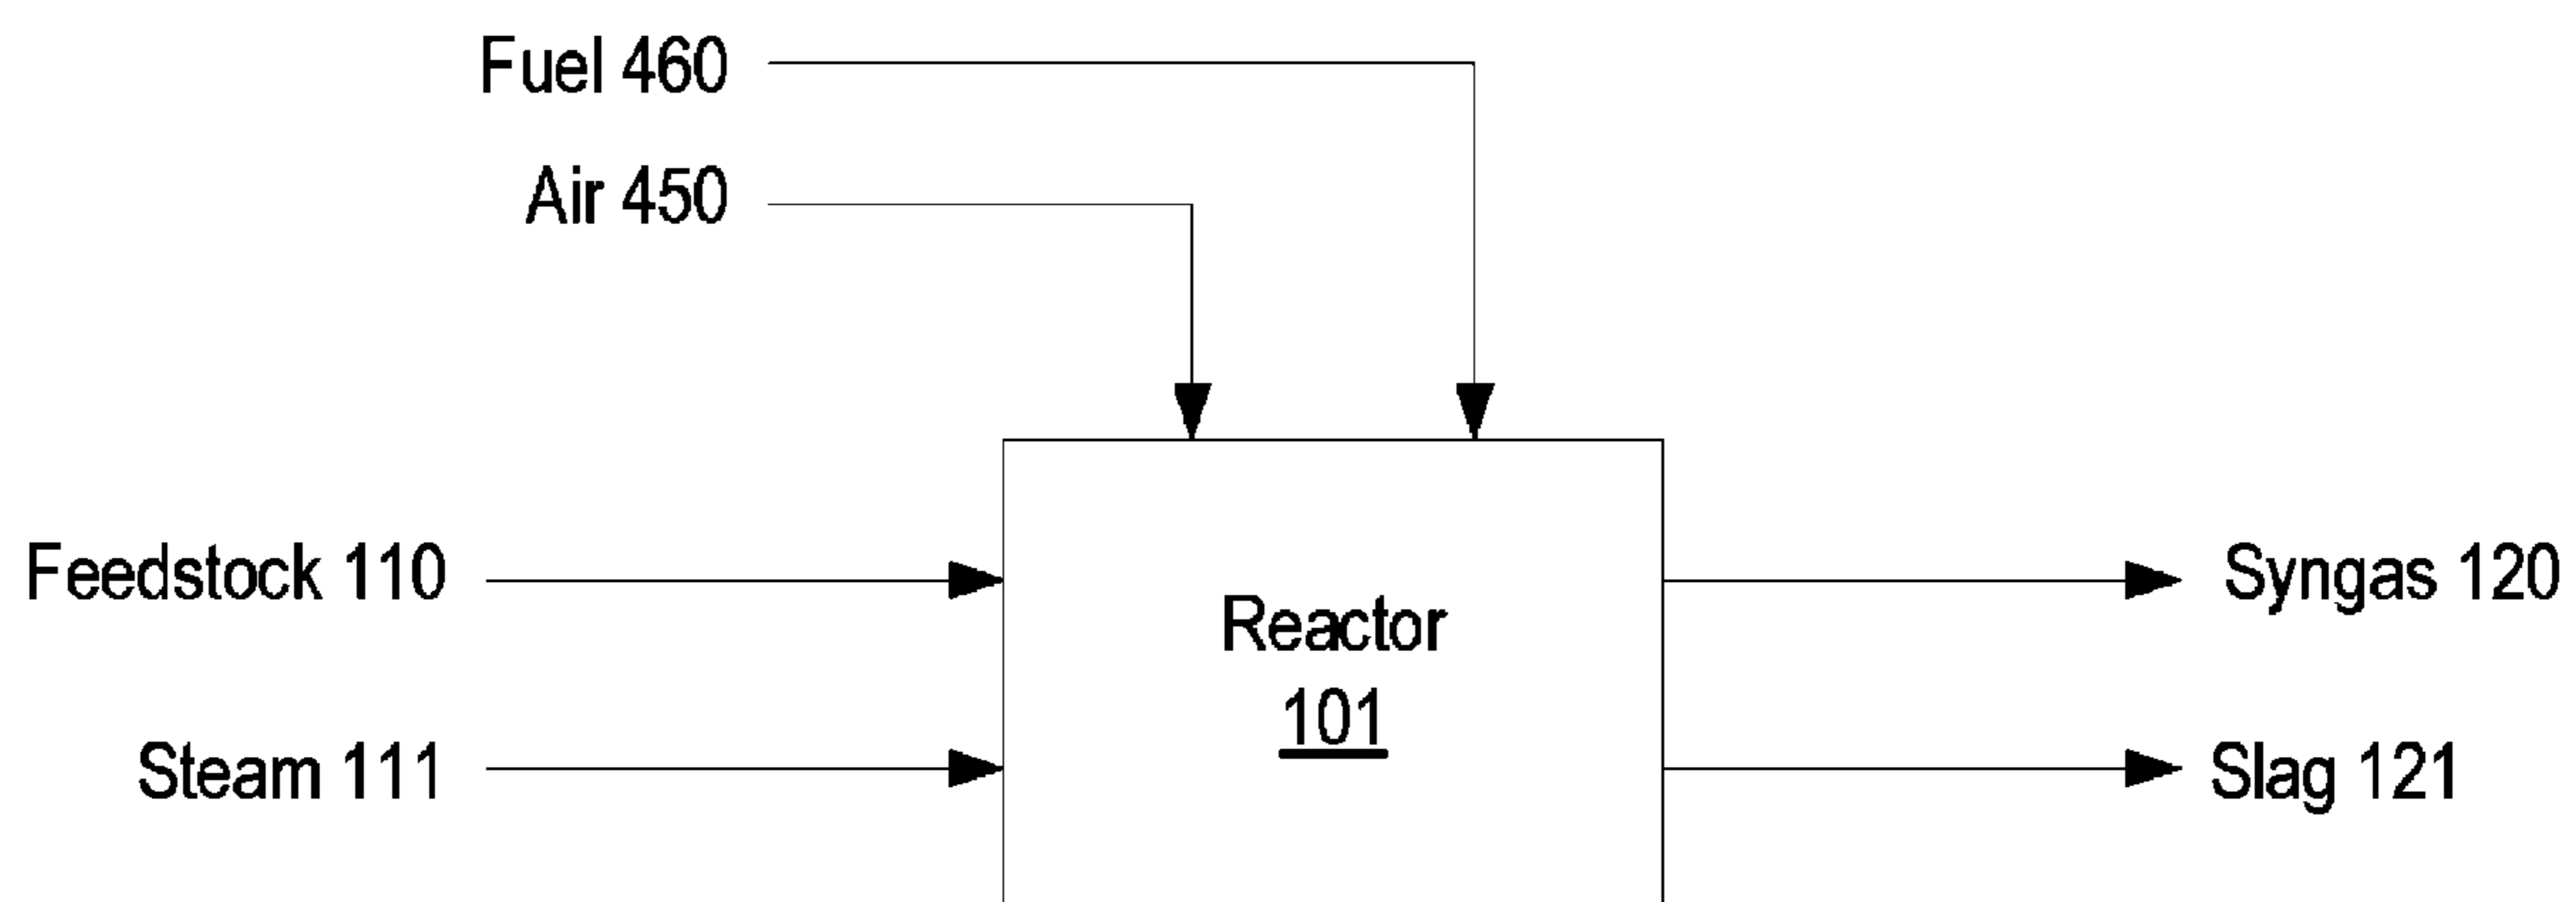 Fuel 460
Air 450
Feedstock 110
Syngas 120
Reactor
101
Steam 111
Slag 121